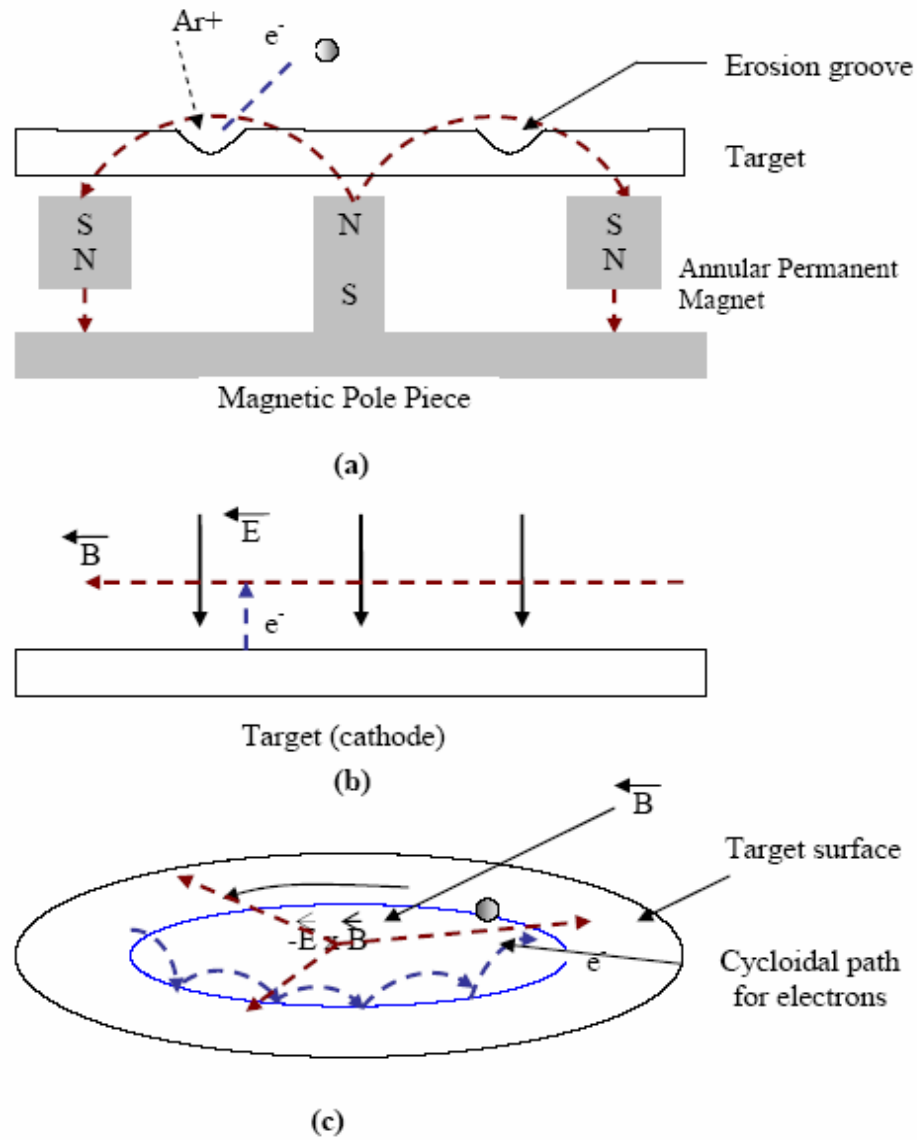 Ar+
e-
Erosion groove
Target
S
N
N
S
S
N
Annular Permanent
Magnet
Magnetic Pole Piece
(a)
B
E
e-
Target (cathode)
(b)
B
Target surface
-E x B
e-
Cycloidal path
for electrons
(c)